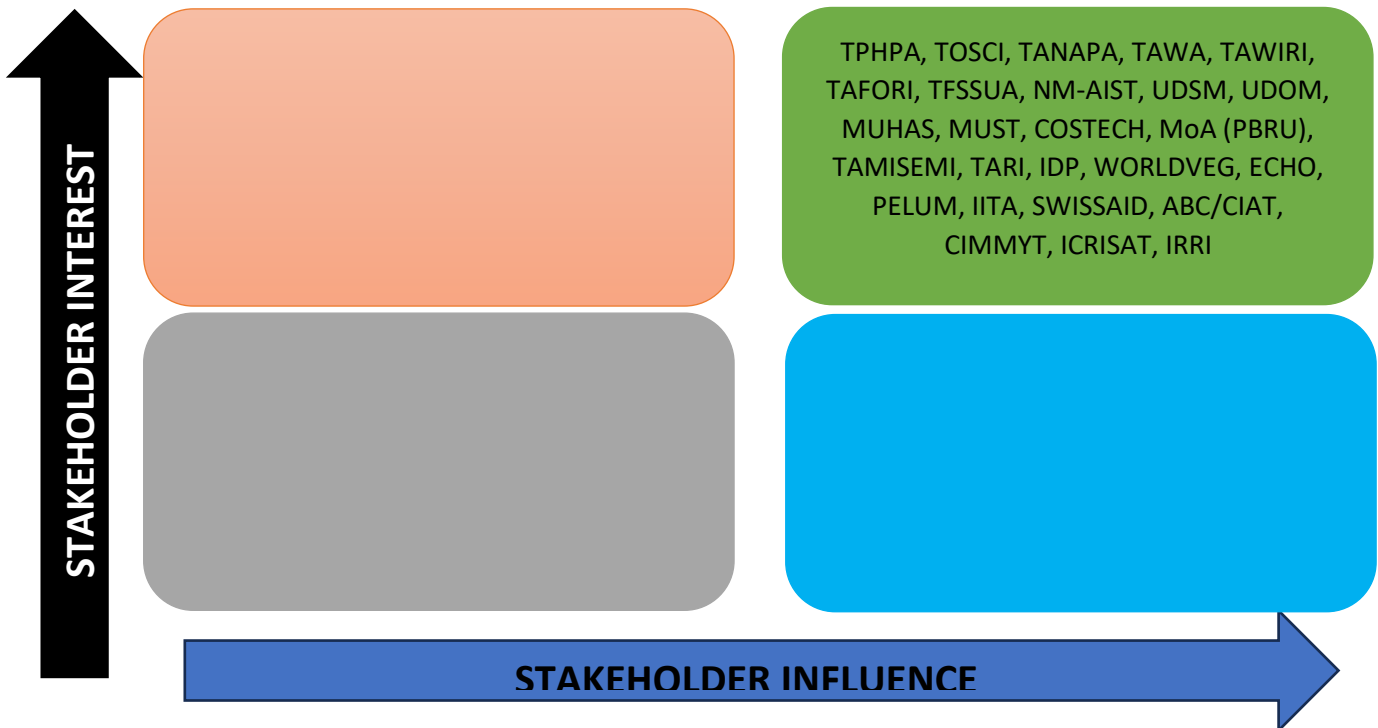 STAKEHOLDER INTEREST
TPHPA, TOSCI, TANAPA, TAWA, TAWIRI,
TAFORI, TFSSUA, NM-AIST, UDSM, UDOM,
MUHAS, MUST, COSTECH, MoA (PBRU),
TAMISEMI, TARI, IDP, WORLDVEG, ECHO,
PELUM, IITA, SWISSAID, ABC/CIAT,
CIMMYT, ICRISAT, IRRI
STAKEHOLDER INFLUENCE